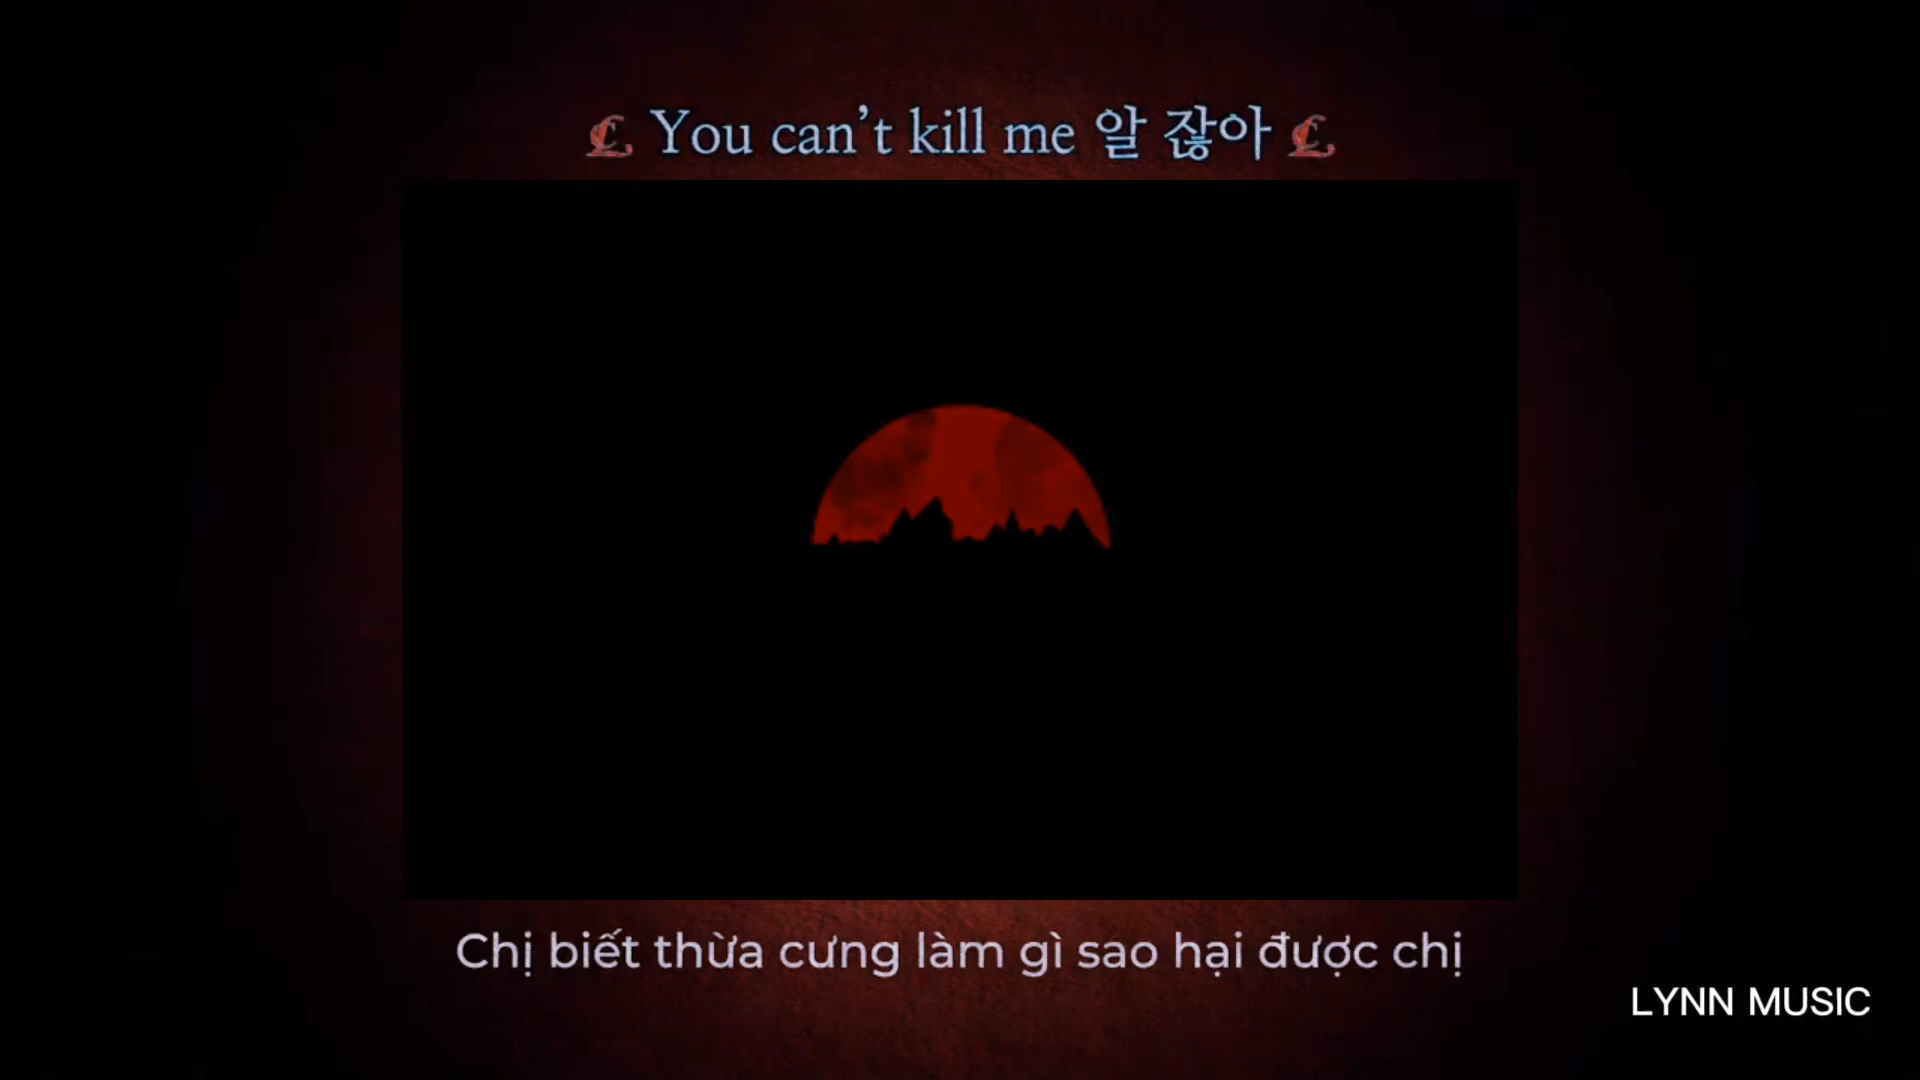 You can’t kill me 알 잖아
Chị biết thừa cưng làm gì sao hại được chị
LYNN MUSIC